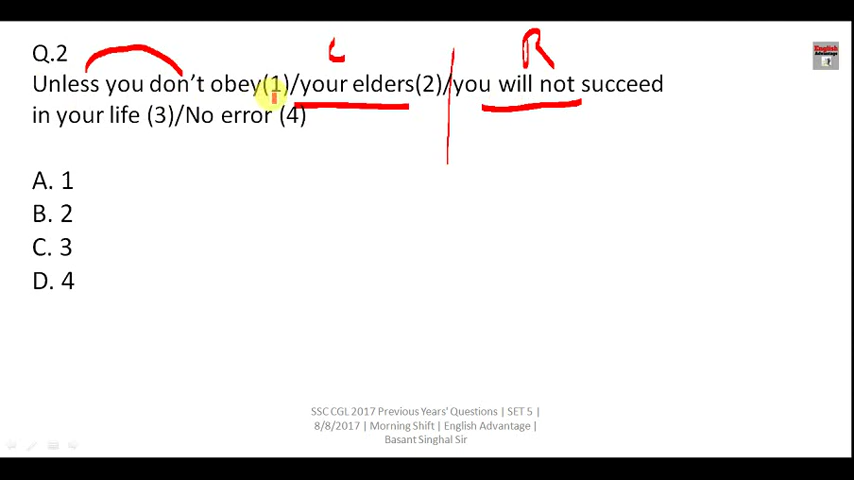 C R
English
Advantage
Q.2
Unless you don't obey(1)/your elders(2)/you will not succeed
in your life (3)/No error (4)
A. 1
B. 2
C. 3
D. 4
SSC CGL 2017 Previous Years' Questions | SET 5 |
8/8/2017 | Morning Shift | English Advantage |
Basant Singhal Sir